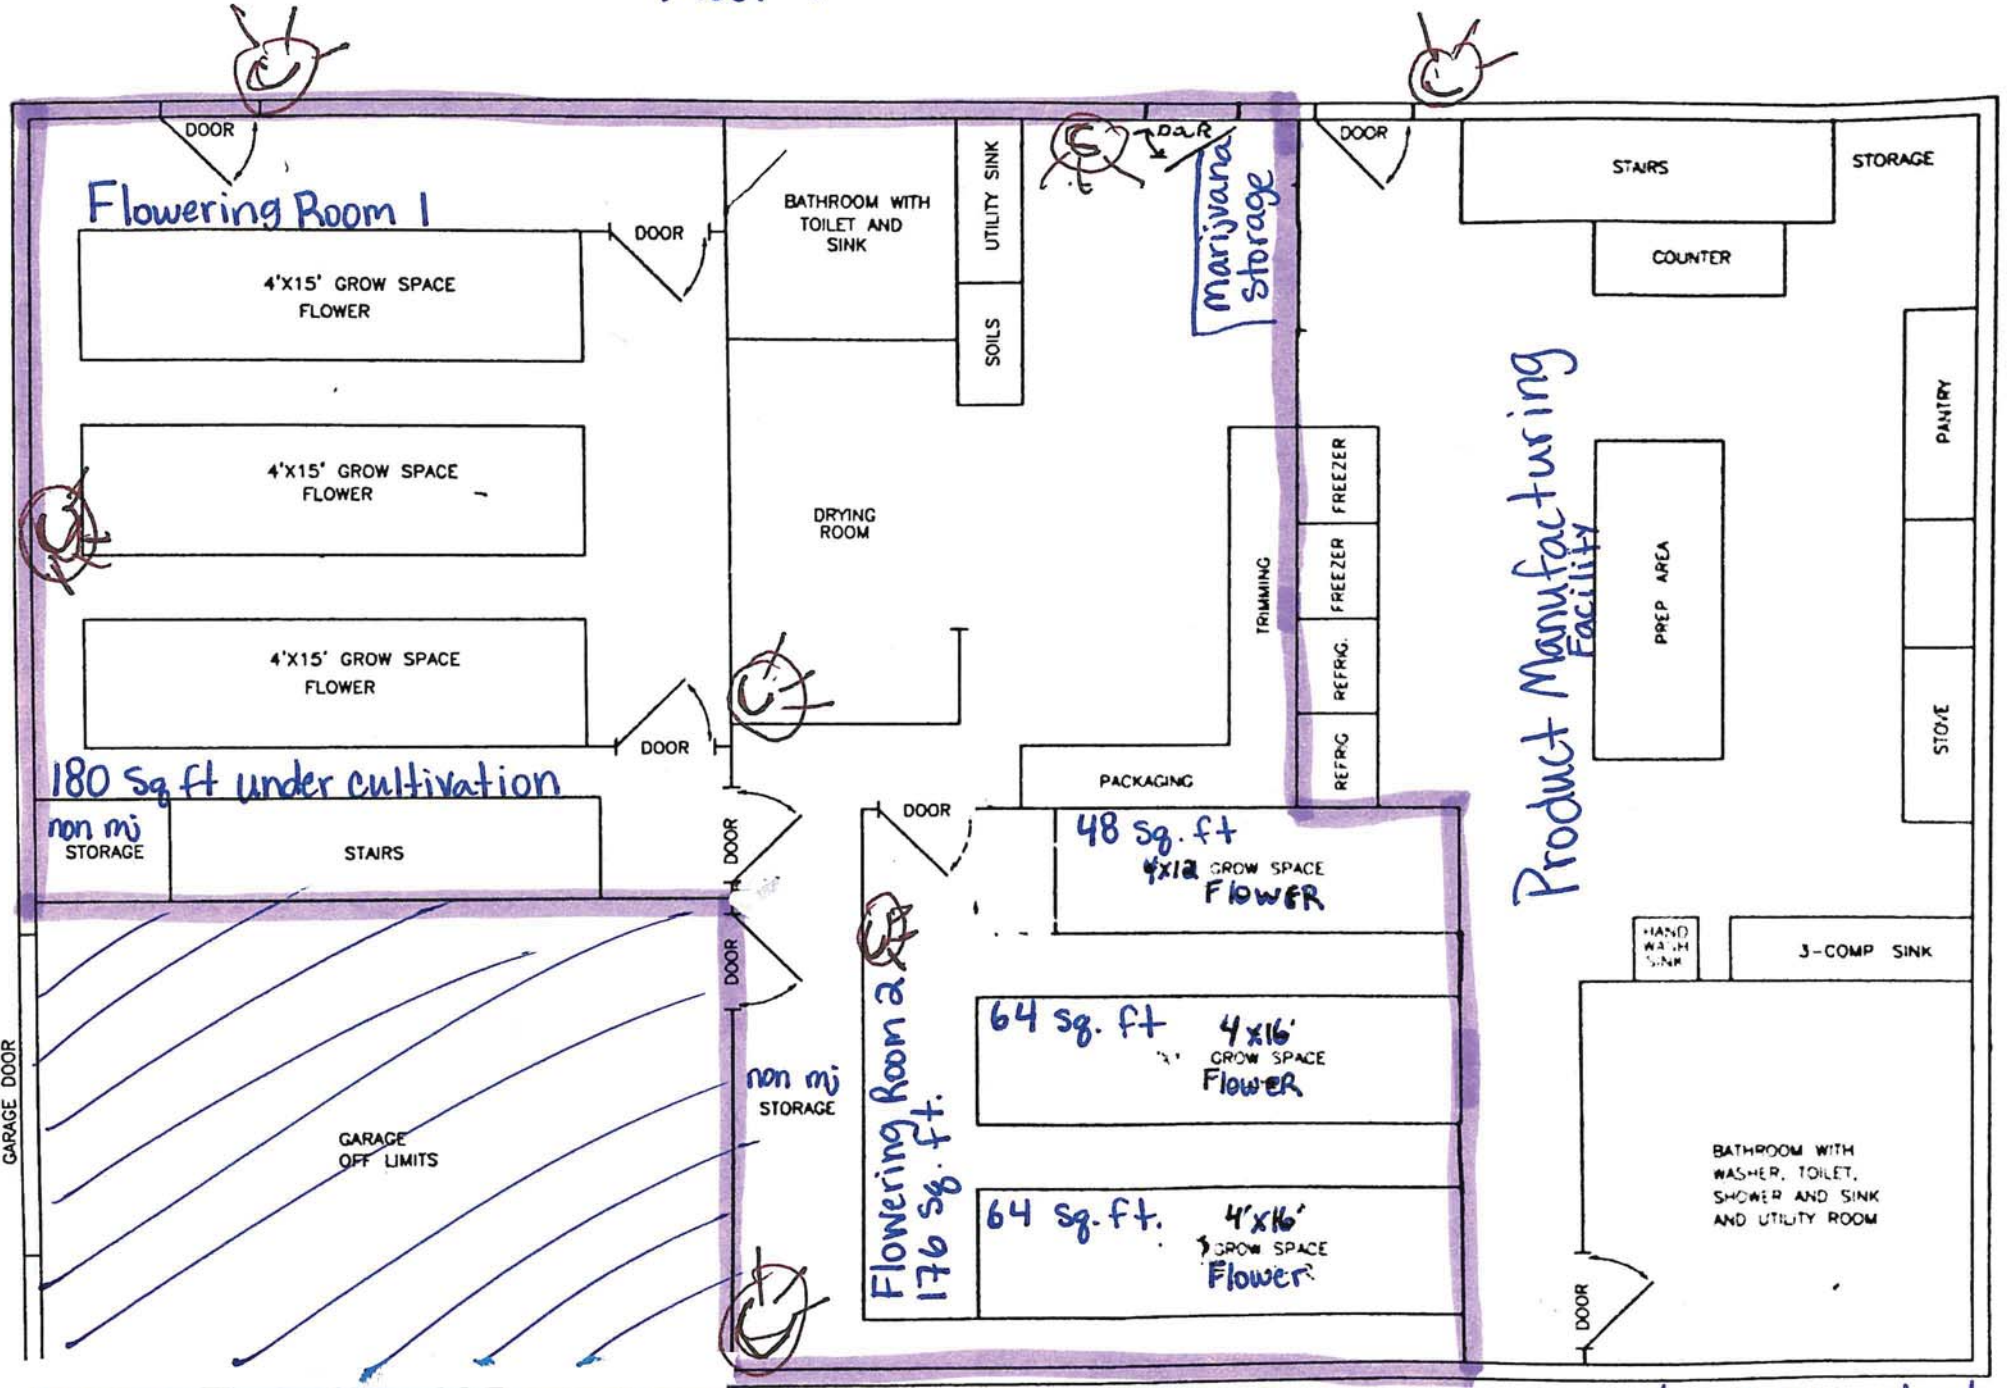 DOOR
DOOR
DOOR
Flowering Room 1
DOOR
4'X15' GROW SPACE
FLOWER
4'X15' GROW SPACE
FLOWER
4'X15' GROW SPACE
FLOWER
DOOR
180 Sq ft under cultivation
non mj
STORAGE
STAIRS
DOOR
DOOR
GARAGE DOOR
GARAGE
OFF LIMITS
BATHROOM WITH
TOILET AND
SINK
UTILITY SINK
SOILS
Marijuana
Storage
DRYING
ROOM
TRIMMING
PACKAGING
FREEZER
FREEZER
REFRIG.
REFRIG
DOOR
48 sq. ft
4x12 GROW SPACE
FlOWER
64 sq. ft
4x16'
GROW SPACE
FlowER
64 sq. ft.
4'x16'
GROW SPACE
Flower
Flowering Room 2
176 sq. ft.
non mj
STORAGE
STAIRS
STORAGE
COUNTER
PANTRY
Product Manufacturing
Facility
PREP AREA
STOVE
HAND
WASH
SINK
3-COMP SINK
BATHROOM WITH
WASHER, TOILET,
SHOWER AND SINK
AND UTILITY ROOM
DOOR